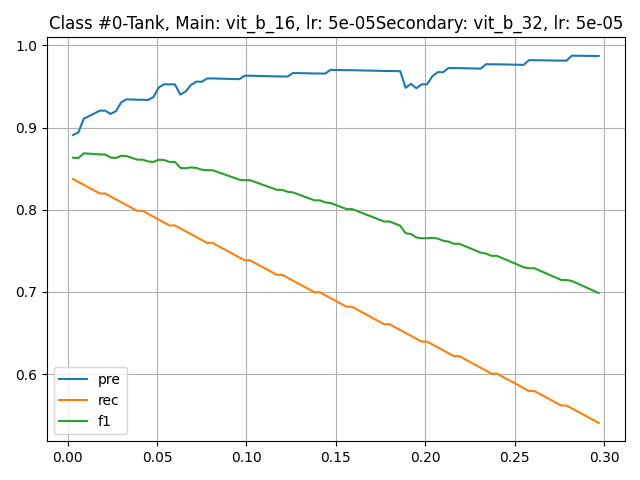 Class #0-Tank, Main: vit_b_16, lr: 5e-05Secondary: vit_b_32, lr: 5e-05
1.0
0.9
0.8
0.7
0.6
pre
rec
f1
0.00 0.05 0.10 0.15 0.20 0.25 0.30